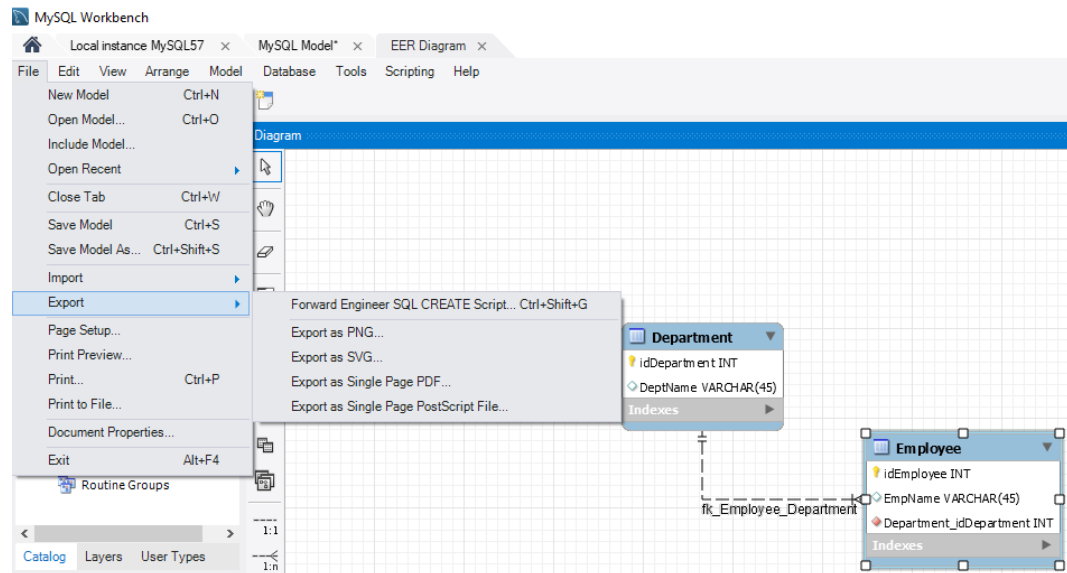 MySQL Workbench
Local instance MySQL57 × MySQL Model* × EER Diagram ×
File Edit View Arrange Model Database Tools Scripting Help
New Model Ctrl+N
Open Model... Ctrl+O
Include Model...
Open Recent
Close Tab Ctrl+W
Save Model Ctrl+S
Save Model As... Ctrl+Shift+S
Import
Export
Page Setup...
Print Preview...
Print... Ctrl+P
Print to File...
Document Properties...
Exit Alt+F4
Forward Engineer SQL CREATE Script... Ctrl+Shift+G
Export as PNG...
Export as SVG...
Export as Single Page PDF...
Export as Single Page PostScript File...
Diagram
Department
idDepartment INT
DeptName VARCHAR(45)
Indexes
fk_Employee_Department
Employee
idEmployee INT
EmpName VARCHAR(45)
Department_idDepartment INT
Indexes
Routine Groups
Catalog Layers User Types
1:1
1:n